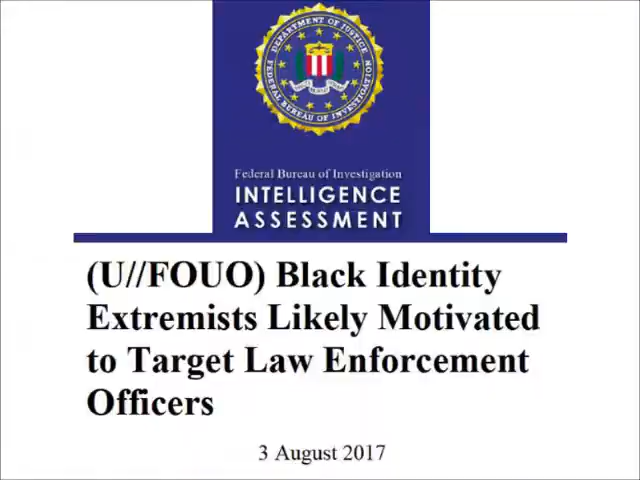 DEPARTMENT OF JUSTICE
FEDERAL BUREAU OF INVESTIGATION
Federal Bureau of Investigation
INTELLIGENCE
ASSESSMENT
(U//FOUO) Black Identity
Extremists Likely Motivated
to Target Law Enforcement
Officers
3 August 2017